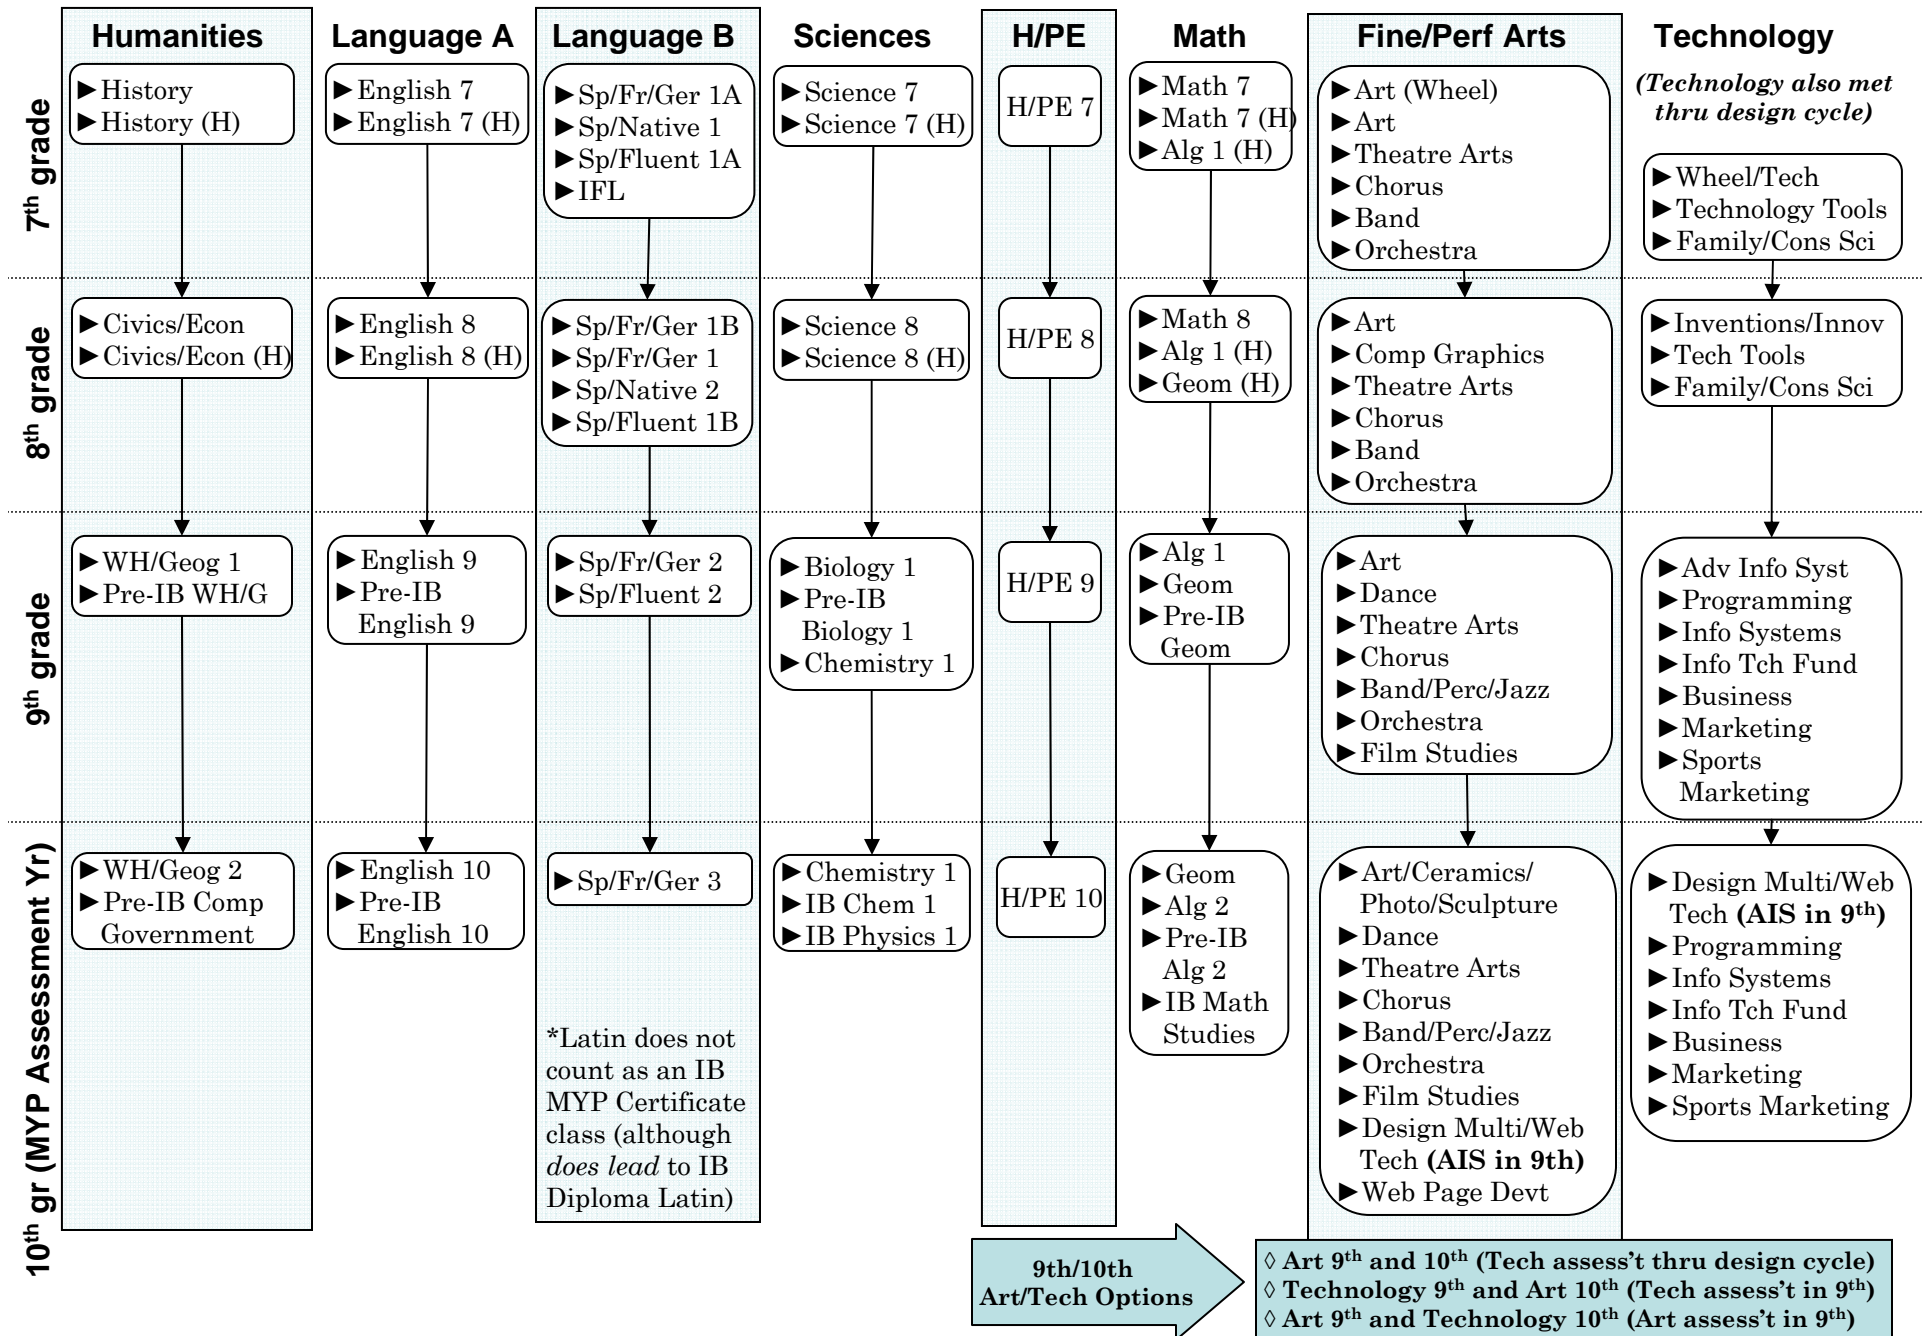 Humanities
Language A
Language B
Sciences
H/PE
Math
Fine/Perf Arts
Technology
(Technology also met
thru design cycle)
7th grade
►History
►History (H)
►English 7
►English 7 (H)
►Sp/Fr/Ger 1A
►Sp/Native 1
►Sp/Fluent 1A
►IFL
►Science 7
►Science 7 (H)
H/PE 7
►Math 7
►Math 7 (H)
►Alg 1 (H)
►Art (Wheel)
►Art
►Theatre Arts
►Chorus
►Band
►Orchestra
►Wheel/Tech
►Technology Tools
►Family/Cons Sci
8th grade
►Civics/Econ
►Civics/Econ (H)
►English 8
►English 8 (H)
►Sp/Fr/Ger 1B
►Sp/Fr/Ger 1
►Sp/Native 2
►Sp/Fluent 1B
►Science 8
►Science 8 (H)
H/PE 8
►Math 8
►Alg 1 (H)
►Geom (H)
►Art
►Comp Graphics
►Theatre Arts
►Chorus
►Band
►Orchestra
►Inventions/Innov
►Tech Tools
►Family/Cons Sci
9th grade
►WH/Geog 1
►Pre-IB WH/G
►English 9
►Pre-IB
English 9
►Sp/Fr/Ger 2
►Sp/Fluent 2
►Biology 1
►Pre-IB
Biology 1
►Chemistry 1
H/PE 9
►Alg 1
►Geom
►Pre-IB
Geom
►Art
►Dance
►Theatre Arts
►Chorus
►Band/Perc/Jazz
►Orchestra
►Film Studies
►Adv Info Syst
►Programming
►Info Systems
►Info Tch Fund
►Business
►Marketing
►Sports
Marketing
10th gr (MYP Assessment Yr)
►WH/Geog 2
►Pre-IB Comp
Government
►English 10
►Pre-IB
English 10
►Sp/Fr/Ger 3
*Latin does not
count as an IB
MYP Certificate
class (although
does lead to IB
Diploma Latin)
►Chemistry 1
►IB Chem 1
►IB Physics 1
H/PE 10
►Geom
►Alg 2
►Pre-IB
Alg 2
►IB Math
Studies
►Art/Ceramics/
Photo/Sculpture
►Dance
►Theatre Arts
►Chorus
►Band/Perc/Jazz
►Orchestra
►Film Studies
►Design Multi/Web
Tech (AIS in 9th)
►Web Page Devt
►Design Multi/Web
Tech (AIS in 9th)
►Programming
►Info Systems
►Info Tch Fund
►Business
►Marketing
►Sports Marketing
9th/10th
Art/Tech Options
◊ Art 9th and 10th (Tech assess't thru design cycle)
◊ Technology 9th and Art 10th (Tech assess't in 9th)
◊ Art 9th and Technology 10th (Art assess't in 9th)